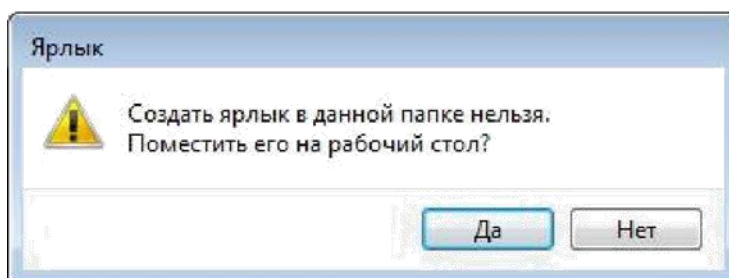 Ярлык
Создать ярлык в данной папке нельзя.
Поместить его на рабочий стол?
Да
Нет